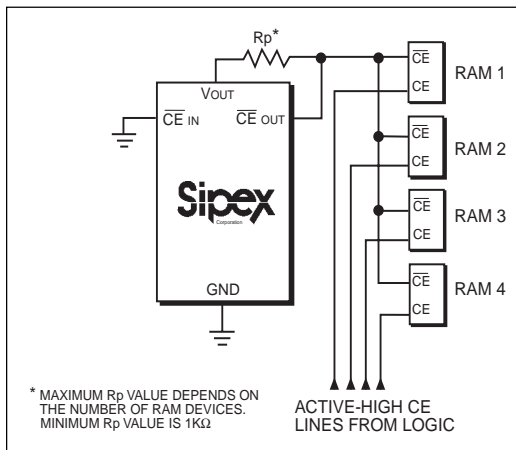 Rp*
VOUT
CE IN
CE OUT
Sipex
Corporation
GND
CE
CE
RAM 1
CE
CE
RAM 2
CE
CE
RAM 3
CE
CE
RAM 4
* MAXIMUM Rp VALUE DEPENDS ON
THE NUMBER OF RAM DEVICES.
MINIMUM Rp VALUE IS 1KΩ
ACTIVE-HIGH CE
LINES FROM LOGIC